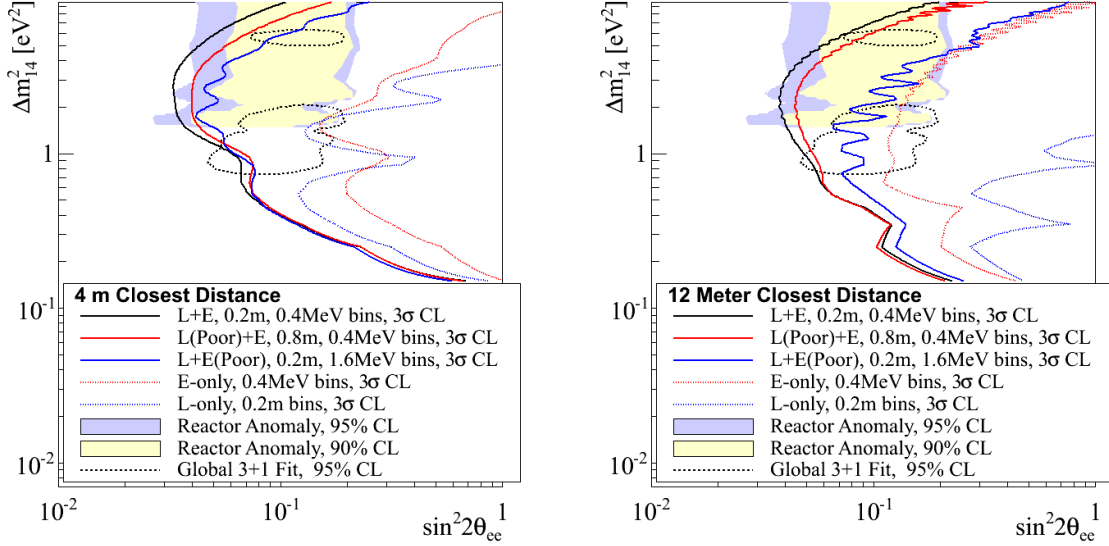 Δm²₁₄ [eV²]
1
10⁻¹
10⁻²
4 m Closest Distance
L+E, 0.2m, 0.4MeV bins, 3σ CL
L(Poor)+E, 0.8m, 0.4MeV bins, 3σ CL
L+E(Poor), 0.2m, 1.6MeV bins, 3σ CL
E-only, 0.4MeV bins, 3σ CL
L-only, 0.2m bins, 3σ CL
Reactor Anomaly, 95% CL
Reactor Anomaly, 90% CL
Global 3+1 Fit, 95% CL
10⁻² 10⁻¹ 1
sin²2θₑₑ
Δm²₁₄ [eV²]
1
10⁻¹
10⁻²
12 Meter Closest Distance
L+E, 0.2m, 0.4MeV bins, 3σ CL
L(Poor)+E, 0.8m, 0.4MeV bins, 3σ CL
L+E(Poor), 0.2m, 1.6MeV bins, 3σ CL
E-only, 0.4MeV bins, 3σ CL
L-only, 0.2m bins, 3σ CL
Reactor Anomaly, 95% CL
Reactor Anomaly, 90% CL
Global 3+1 Fit, 95% CL
10⁻² 10⁻¹ 1
sin²2θₑₑ